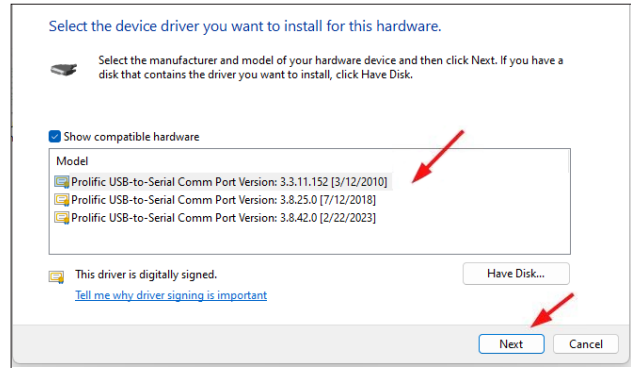 Select the device driver you want to install for this hardware.
Select the manufacturer and model of your hardware device and then click Next. If you have a
disk that contains the driver you want to install, click Have Disk.
Show compatible hardware
Model
Prolific USB-to-Serial Comm Port Version: 3.3.11.152 [3/12/2010]
Prolific USB-to-Serial Comm Port Version: 3.8.25.0 [7/12/2018]
Prolific USB-to-Serial Comm Port Version: 3.8.42.0 [2/22/2023]
This driver is digitally signed.
Have Disk...
Tell me why driver signing is important
Next
Cancel